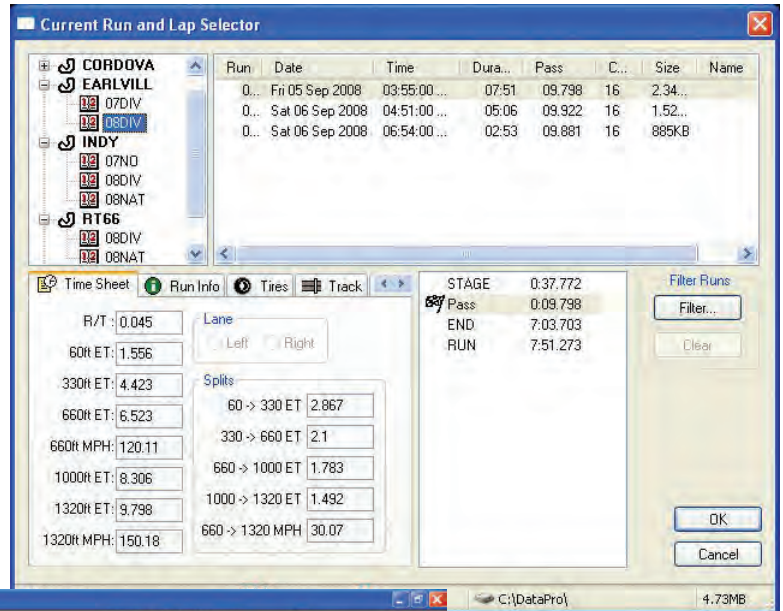 Current Run and Lap Selector
CORDOVA
EARLVILL
07DIV
08DIV
INDY
07NO
08DIV
08NAT
RT66
08DIV
08NAT
Run Date Time Dura... Pass C... Size Name
0... Fri 05 Sep 2008 03:55:00 ... 07:51 09.798 16 2.34...
0... Sat 06 Sep 2008 04:51:00 ... 05:06 09.922 16 1.52...
0... Sat 06 Sep 2008 06:54:00 ... 02:53 09.881 16 885KB
Time Sheet Run Info Tires Track
R/T: 0.045
60ft ET: 1.556
330ft ET: 4.423
660ft ET: 6.523
660ft MPH: 120.11
1000ft ET: 8.306
1320ft ET: 9.798
1320ft MPH: 150.18
Lane
Left Right
Splits
60 -> 330 ET 2.867
330 -> 660 ET 2.1
660 -> 1000 ET 1.783
1000 -> 1320 ET 1.492
660 -> 1320 MPH 30.07
STAGE 0:37.772
Pass 0:09.798
END 7:03.703
RUN 7:51.273
Filter Runs
Filter...
Clear
OK
Cancel
C:\DataPro\ 4.73MB